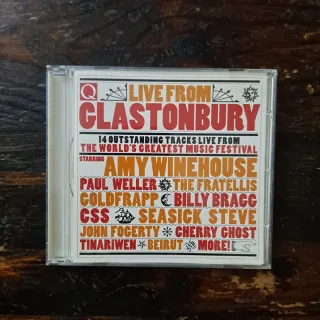 Q LIVE FROM
GLASTONBURY
14 OUTSTANDING TRACKS LIVE FROM
THE WORLD'S GREATEST MUSIC FESTIVAL
STARRING AMY WINEHOUSE
PAUL WELLER THE FRATELLIS
GOLDFRAPP BILLY BRAGG
CSS SEASICK STEVE
JOHN FOGERTY CHERRY GHOST
TINARIWEN BEIRUT MORE!